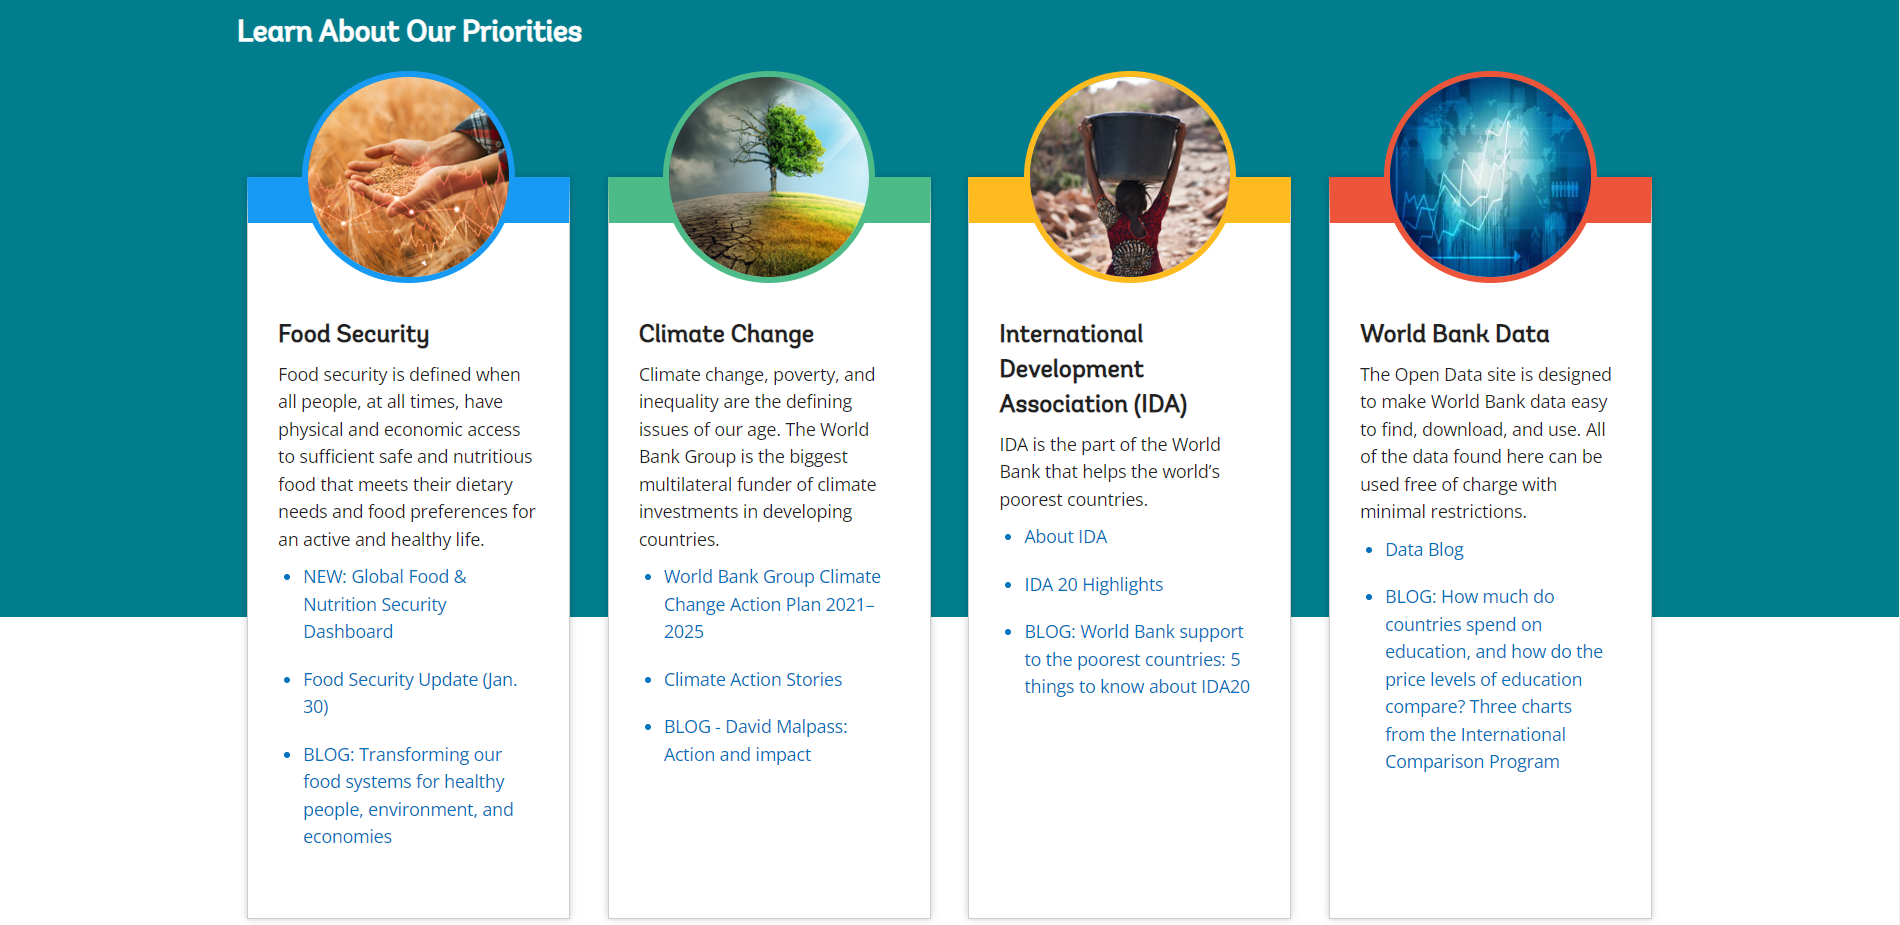 Learn About Our Priorities
Food Security
Food security is defined when
all people, at all times, have
physical and economic access
to sufficient safe and nutritious
food that meets their dietary
needs and food preferences for
an active and healthy life.
NEW: Global Food &
Nutrition Security
Dashboard
Food Security Update (Jan.
30)
BLOG: Transforming our
food systems for healthy
people, environment, and
economies
Climate Change
Climate change, poverty, and
inequality are the defining
issues of our age. The World
Bank Group is the biggest
multilateral funder of climate
investments in developing
countries.
World Bank Group Climate
Change Action Plan 2021–
2025
Climate Action Stories
BLOG - David Malpass:
Action and impact
International
Development
Association (IDA)
IDA is the part of the World
Bank that helps the world’s
poorest countries.
About IDA
IDA 20 Highlights
BLOG: World Bank support
to the poorest countries: 5
things to know about IDA20
World Bank Data
The Open Data site is designed
to make World Bank data easy
to find, download, and use. All
of the data found here can be
used free of charge with
minimal restrictions.
Data Blog
BLOG: How much do
countries spend on
education, and how do the
price levels of education
compare? Three charts
from the International
Comparison Program